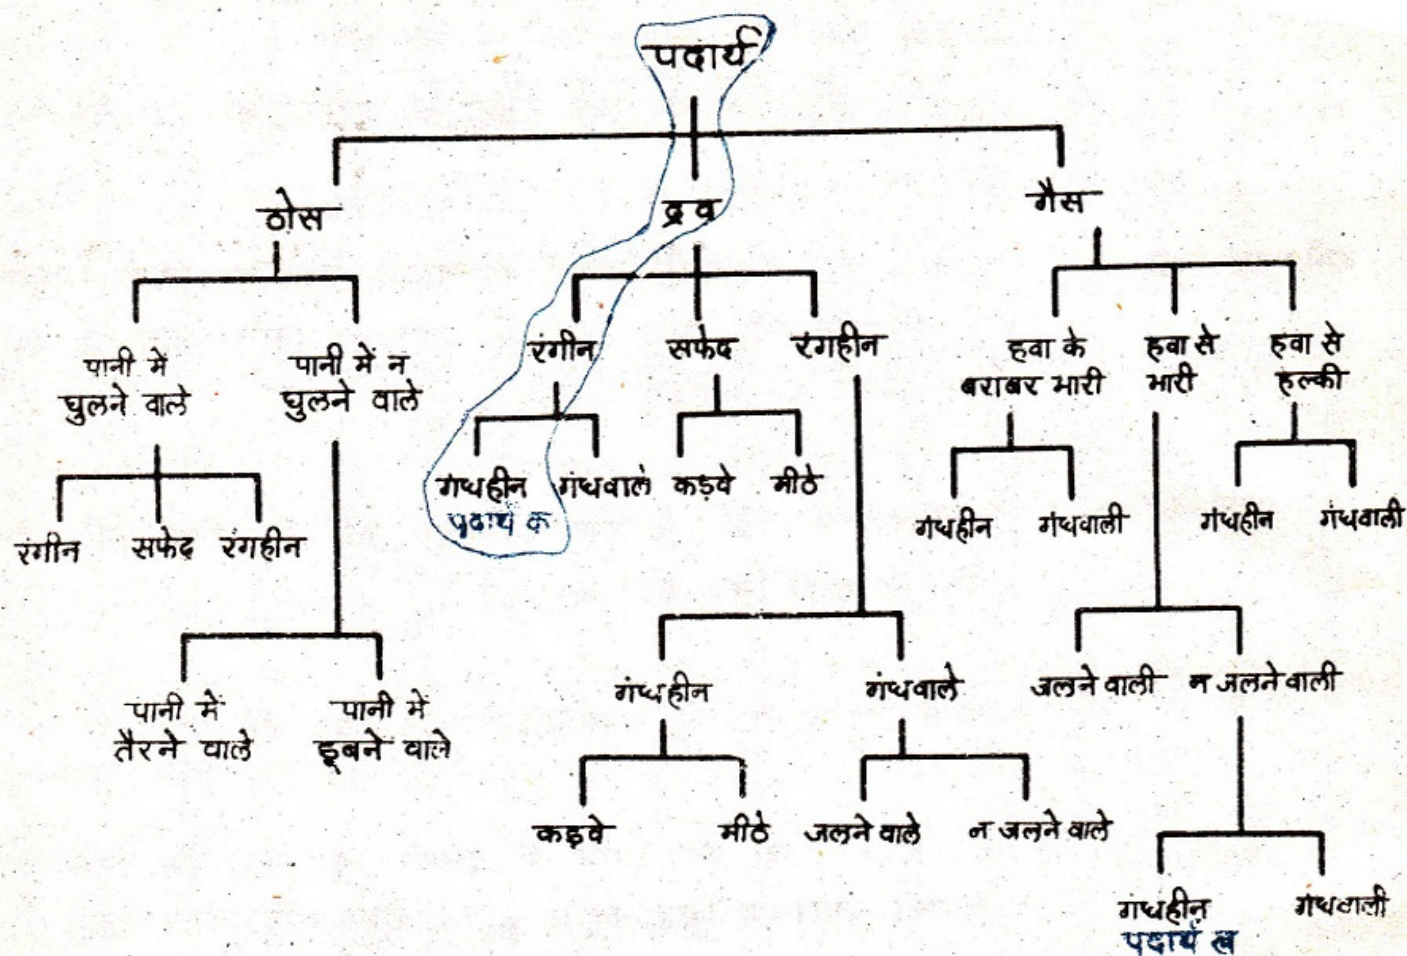 पदार्थ
ठोस द्रव गैस
रंगीन सफेद रंगहीन हवा के हवा से हवा से
पानी में पानी में न बराबर भारी भारी हल्की
घुलने वाले घुलने वाले
गंधहीन गंधवाले कड़वे मीठे
पदार्थ क गंधहीन गंधवाली गंधहीन गंधवाली
रंगीन सफेद रंगहीन
गंधहीन गंधवाले जलने वाली न जलने वाली
पानी में पानी में
तैरने वाले डूबने वाले
कड़वे मीठे जलने वाले न जलने वाले
गंधहीन गंधवाली
पदार्थ ल